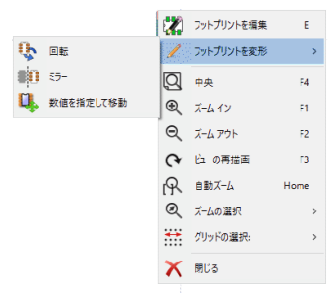 フットプリントを編集 E
フットプリントを変形
回転
ミラー
数値を指定して移動
中央 F4
ズーム イン F1
ズーム アウト F2
ビューの再描画 F3
自動ズーム Home
ズームの選択
グリッドの選択:
閉じる